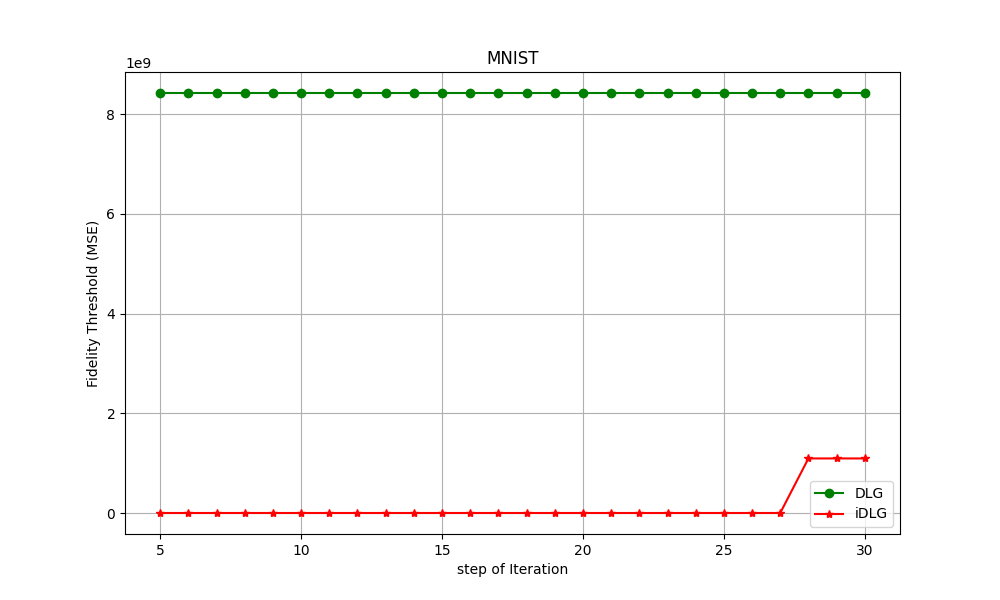 MNIST
1e9
8
6
4
2
0
Fidelity Threshold (MSE)
5 10 15 20 25 30
step of Iteration
DLG
iDLG